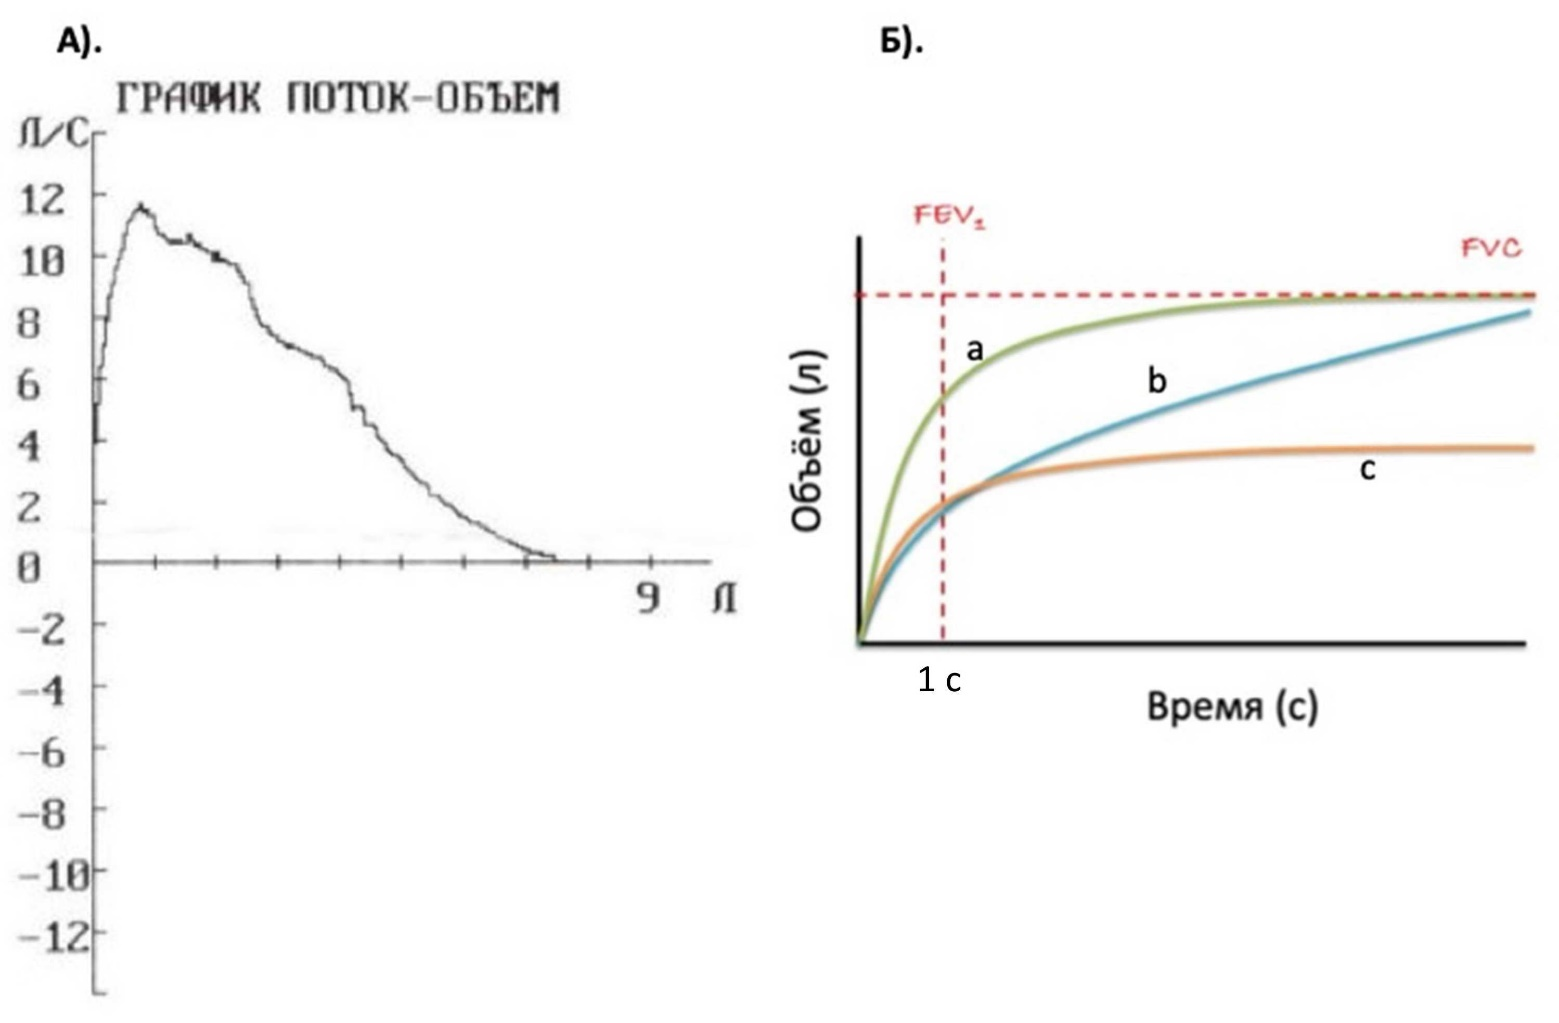 А).
ГРАФИК ПОТОК-ОБЪЕМ
Л/С
12
10
8
6
4
2
0
9 Л
-2
-4
-6
-8
-10
-12
Б).
FEV₁
FVC
a
b
c
Объём (л)
1 с
Время (с)